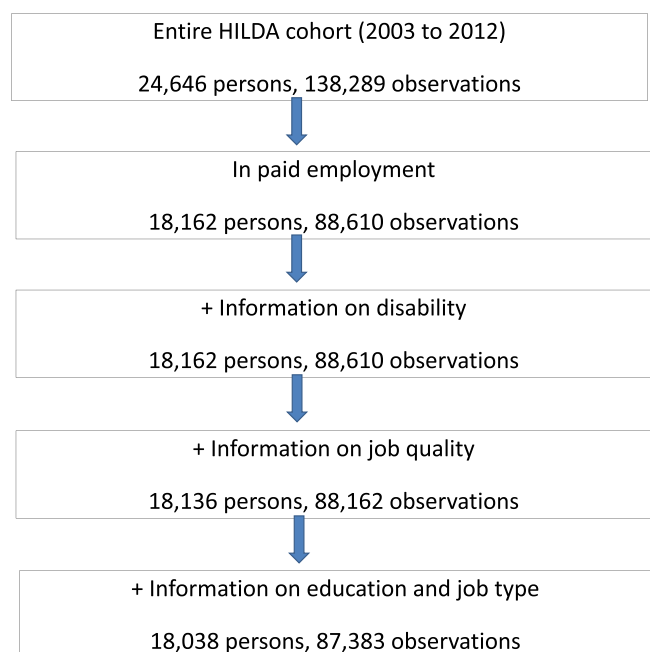 Entire HILDA cohort (2003 to 2012)
24,646 persons, 138,289 observations
In paid employment
18,162 persons, 88,610 observations
+ Information on disability
18,162 persons, 88,610 observations
+ Information on job quality
18,136 persons, 88,162 observations
+ Information on education and job type
18,038 persons, 87,383 observations